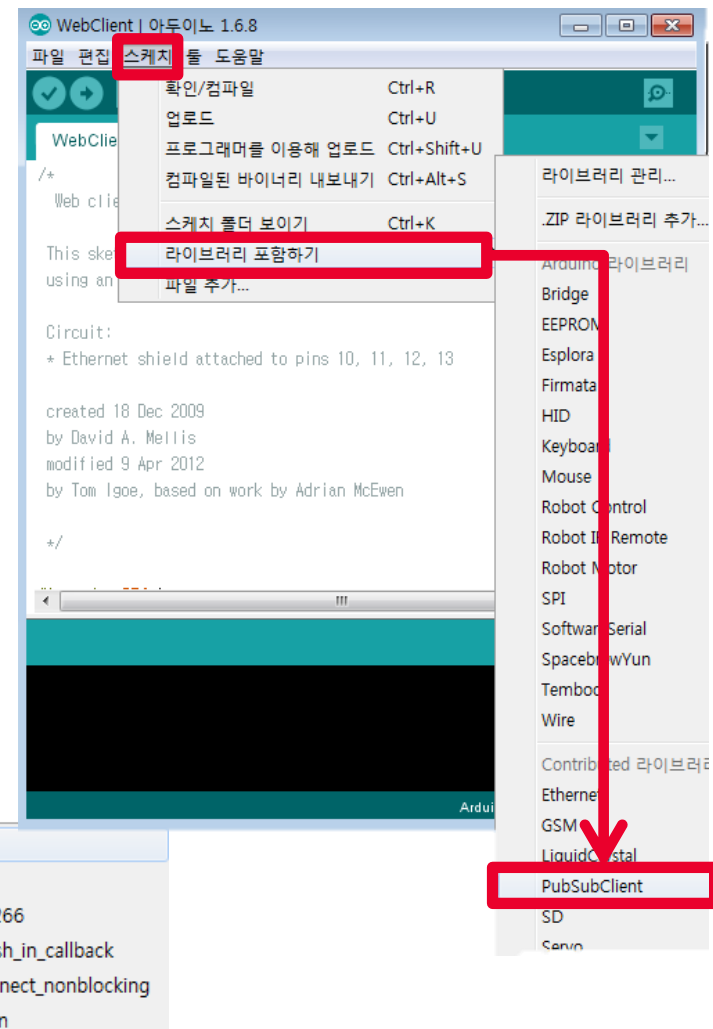 WebClient | 아두이노 1.6.8
파일 편집 스케치 툴 도움말
확인/컴파일 Ctrl+R
업로드 Ctrl+U
프로그래머를 이용해 업로드 Ctrl+Shift+U
컴파일된 바이너리 내보내기 Ctrl+Alt+S
스케치 폴더 보이기 Ctrl+K
라이브러리 포함하기
파일 추가...
WebClie
/*
Web clie
This ske
using an
Circuit:
* Ethernet shield attached to pins 10, 11, 12, 13
created 18 Dec 2009
by David A. Mellis
modified 9 Apr 2012
by Tom Igoe, based on work by Adrian McEwen
*/
Ardui
라이브러리 관리...
.ZIP 라이브러리 추가...
Arduino 라이브러리
Bridge
EEPROM
Esplora
Firmata
HID
Keyboard
Mouse
Robot Control
Robot IR Remote
Robot Motor
SPI
SoftwareSerial
SpacebrewYun
Temboo
Wire
Contributed 라이브러리
Ethernet
GSM
LiquidCrystal
PubSubClient
SD
Servo
266
sh_in_callback
nect_nonblocking